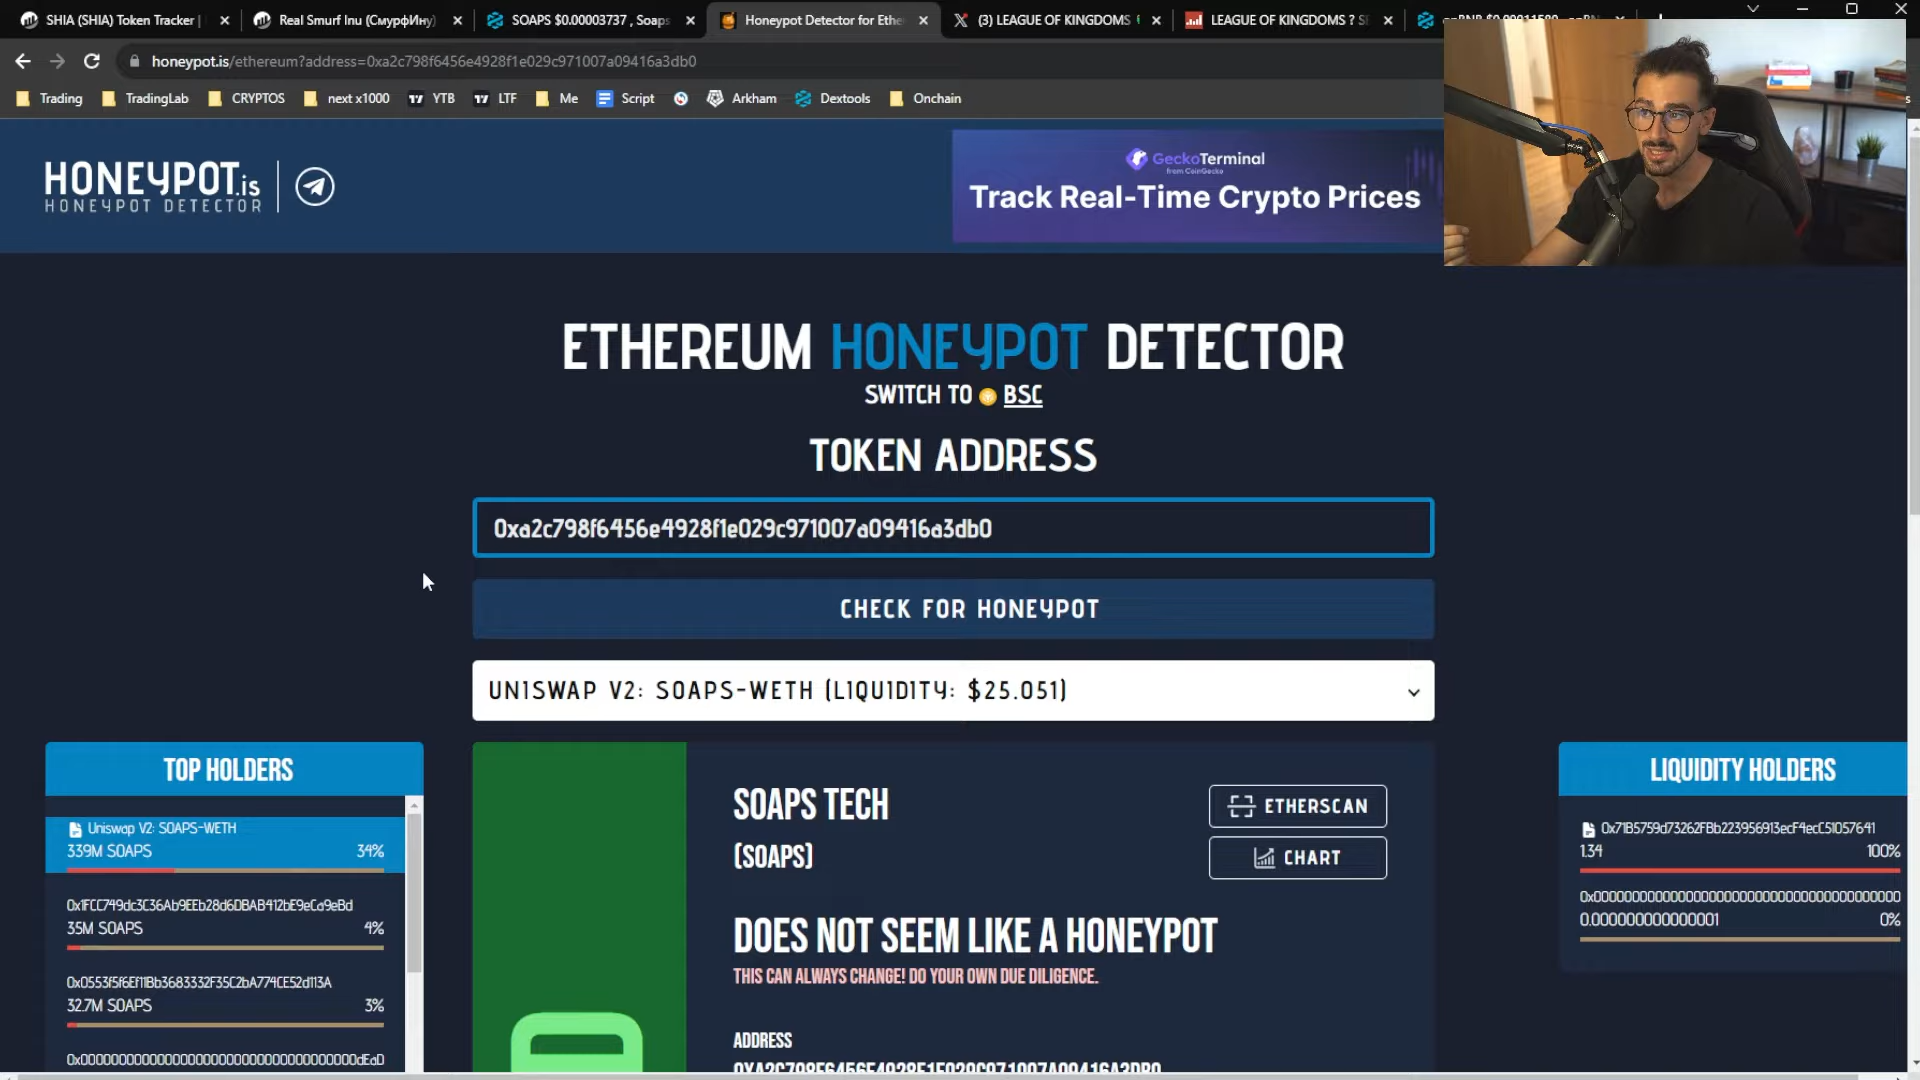 SHIA (SHIA) Token Tracker |
Real Smurf Inu (СмурфИну)
SOAPS $0.00003737 , Soaps
Honeypot Detector for Ethe
(3) LEAGUE OF KINGDOMS
LEAGUE OF KINGDOMS ? S
honeypot.is/ethereum?address=0xa2c798f6456e4928f1e029c971007a09416a3db0
Trading
TradingLab
CRYPTOS
next x1000
YTB
LTF
Me
Script
Arkham
Dextools
Onchain
HONEYPOT.is
HONEYPOT DETECTOR
GeckoTerminal
from CoinGecko
Track Real-Time Crypto Prices
ETHEREUM HONEYPOT DETECTOR
SWITCH TO BSC
TOKEN ADDRESS
0xa2c798f6456e4928f1e029c971007a09416a3db0
CHECK FOR HONEYPOT
UNISWAP V2: SOAPS-WETH (LIQUIDITY: $25.051)
TOP HOLDERS
Uniswap V2: SOAPS-WETH
339M SOAPS 34%
0x1FCC749dc3C36Ab9EEb28d6DBAB412bE9eCa9eBd
35M SOAPS 4%
0x0553f5f6Ef11Bb3683332F35C2bA774CE52d113A
32.7M SOAPS 3%
0x000000000000000000000000000000000000dEaD
SOAPS TECH
(SOAPS)
ETHERSCAN
CHART
DOES NOT SEEM LIKE A HONEYPOT
THIS CAN ALWAYS CHANGE! DO YOUR OWN DUE DILIGENCE.
ADDRESS
0XA2C798F6456E4928F1E029C971007A09416A3DB0
LIQUIDITY HOLDERS
0x71B5759d73262FBb223956913ecF4ecC51057641
1.34 100%
0x0000000000000000000000000000000000000000
0.000000000000001 0%